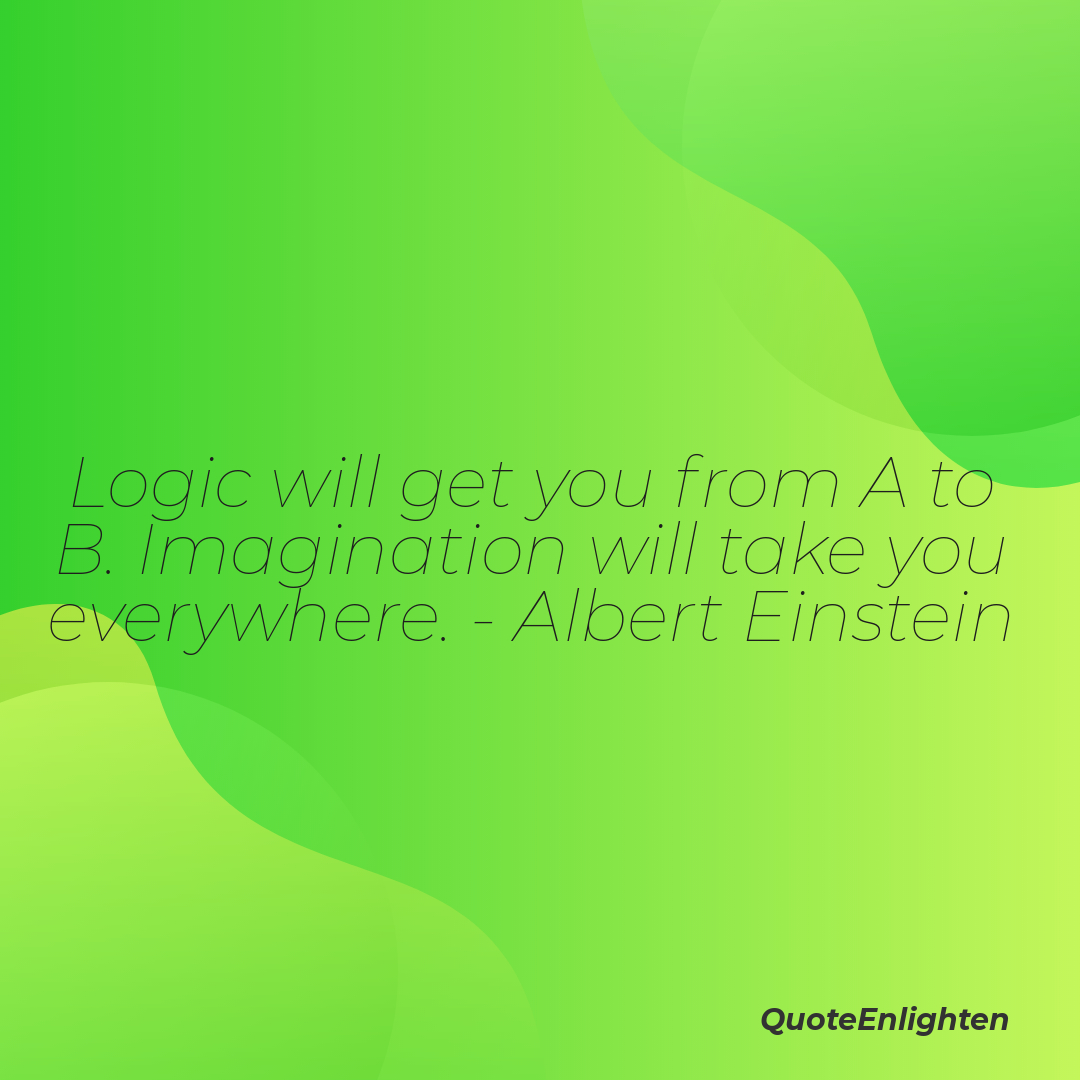 Logic will get you from A to
B. Imagination will take you
everywhere. - Albert Einstein
QuoteEnlighten